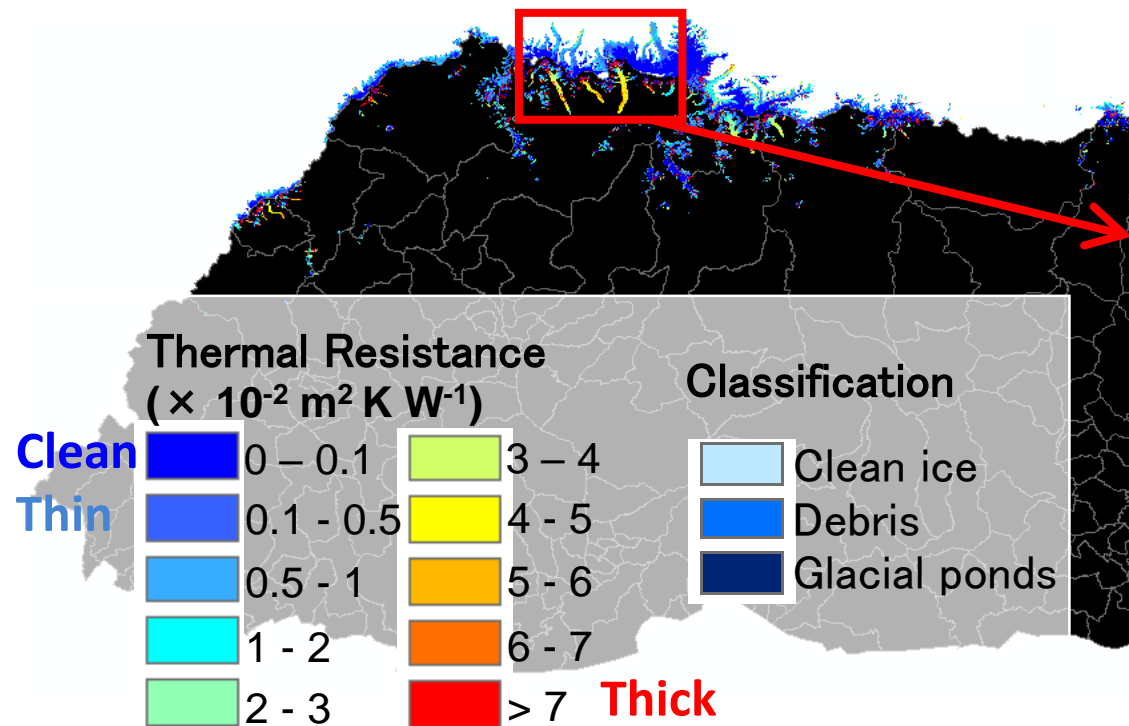 Thermal Resistance
(× 10⁻² m² K W⁻¹)
Clean
Thin
0 – 0.1
0.1 - 0.5
0.5 - 1
1 - 2
2 - 3
3 – 4
4 - 5
5 - 6
6 - 7
> 7
Thick
Classification
Clean ice
Debris
Glacial ponds